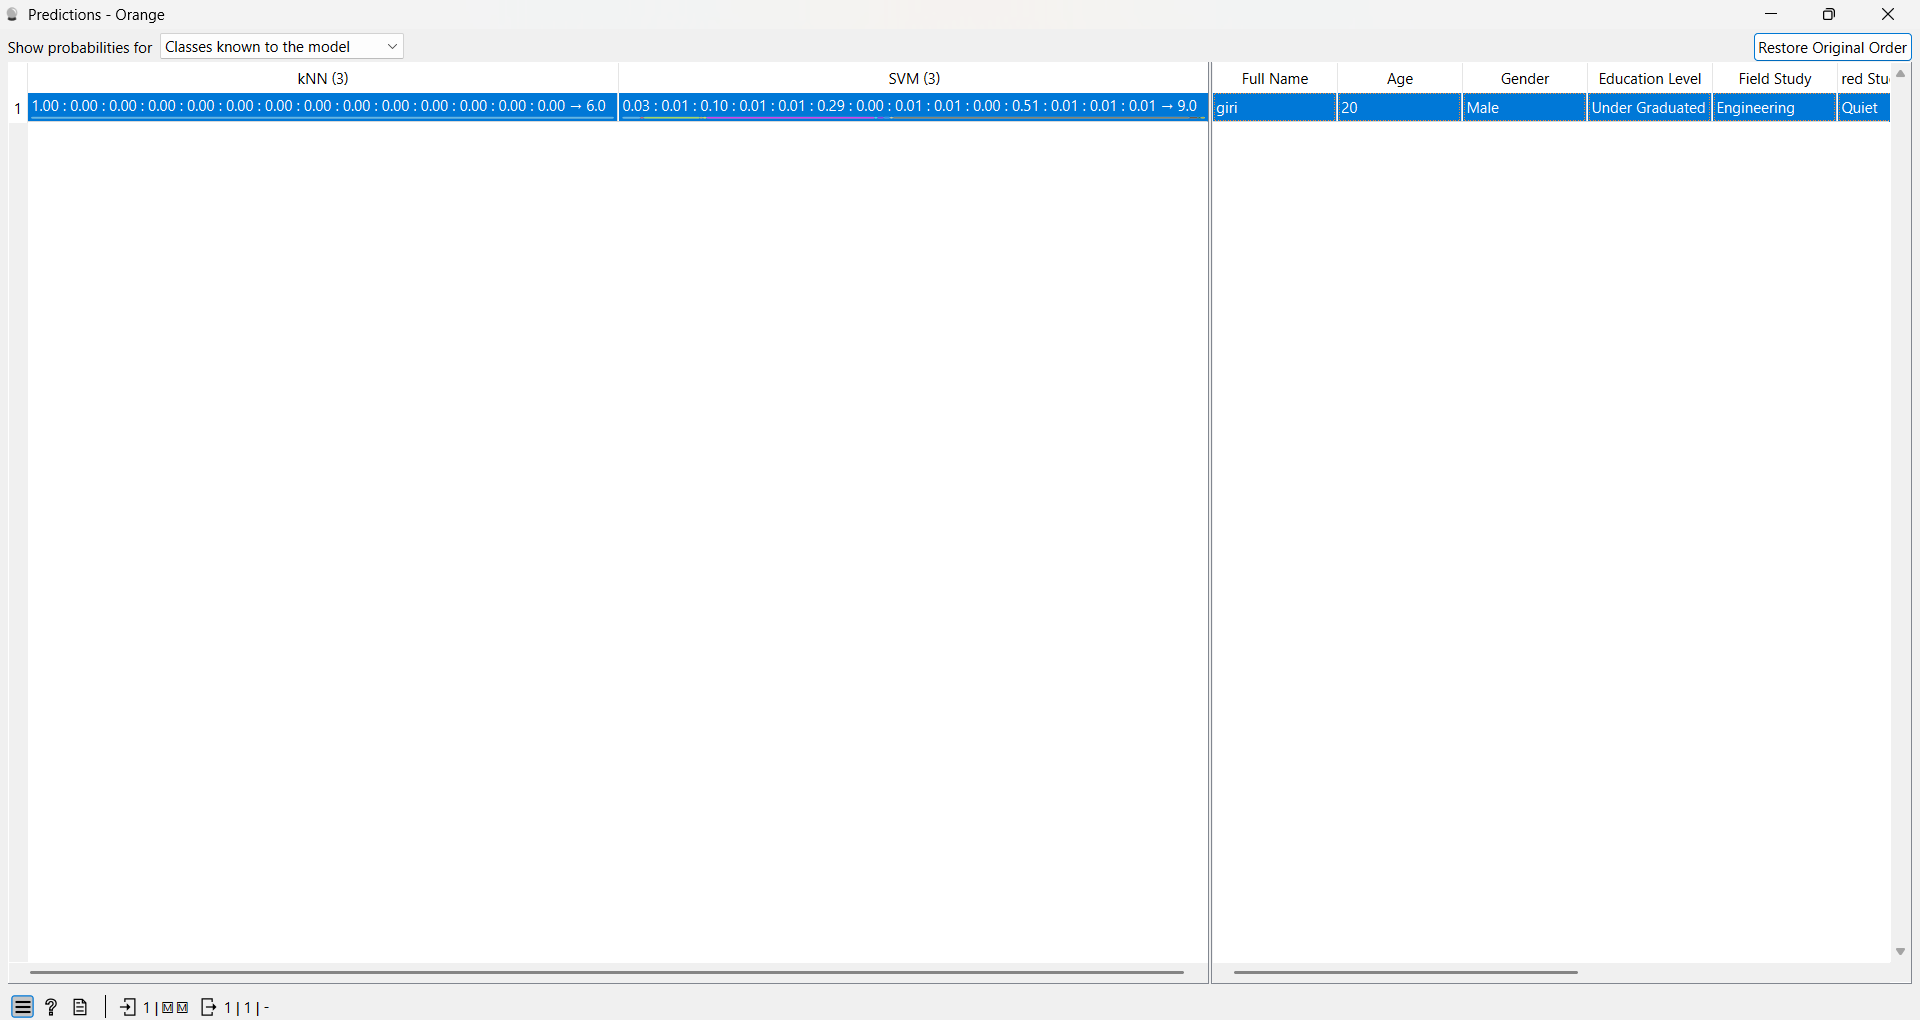 Predictions - Orange
Show probabilities for Classes known to the model Restore Original Order
kNN (3) SVM (3) Full Name Age Gender Education Level Field Study red Stu
1 1.00 : 0.00 : 0.00 : 0.00 : 0.00 : 0.00 : 0.00 : 0.00 : 0.00 : 0.00 : 0.00 : 0.00 : 0.00 : 0.00 → 6.0 0.03 : 0.01 : 0.10 : 0.01 : 0.01 : 0.29 : 0.00 : 0.01 : 0.01 : 0.00 : 0.51 : 0.01 : 0.01 : 0.01 → 9.0 giri 20 Male Under Graduated Engineering Quiet
? 1 | M M 1 | 1 | -